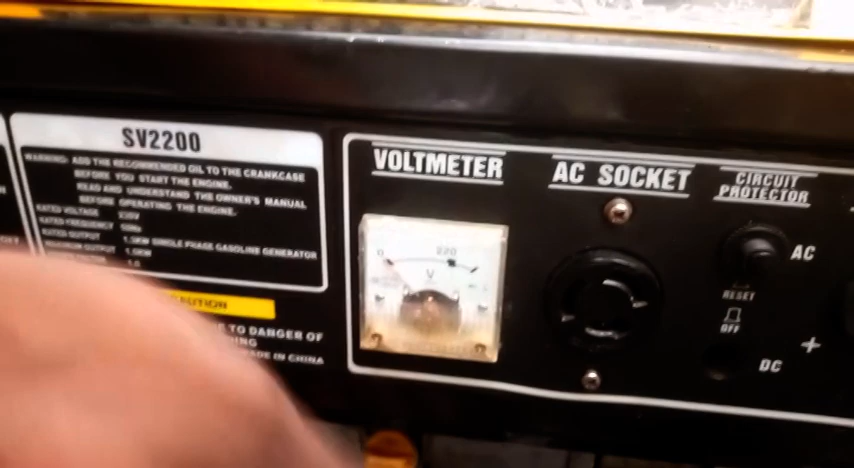 SV2200
WARNING: ADD THE RECOMMENDED OIL TO THE CRANKCASE
BEFORE YOU START THE ENGINE.
READ AND UNDERSTAND THE OWNER'S MANUAL
BEFORE OPERATING THE ENGINE.
RATED VOLTAGE
RATED FREQUENCY
RATED OUTPUT
SINGLE PHASE GASOLINE GENERATOR
OUTPUT
CAUTION
TO DANGER OF
MADE IN CHINA
VOLTMETER
0 220
V
AC SOCKET
CIRCUIT
PROTECTOR
AC
RESET
OFF
+
DC